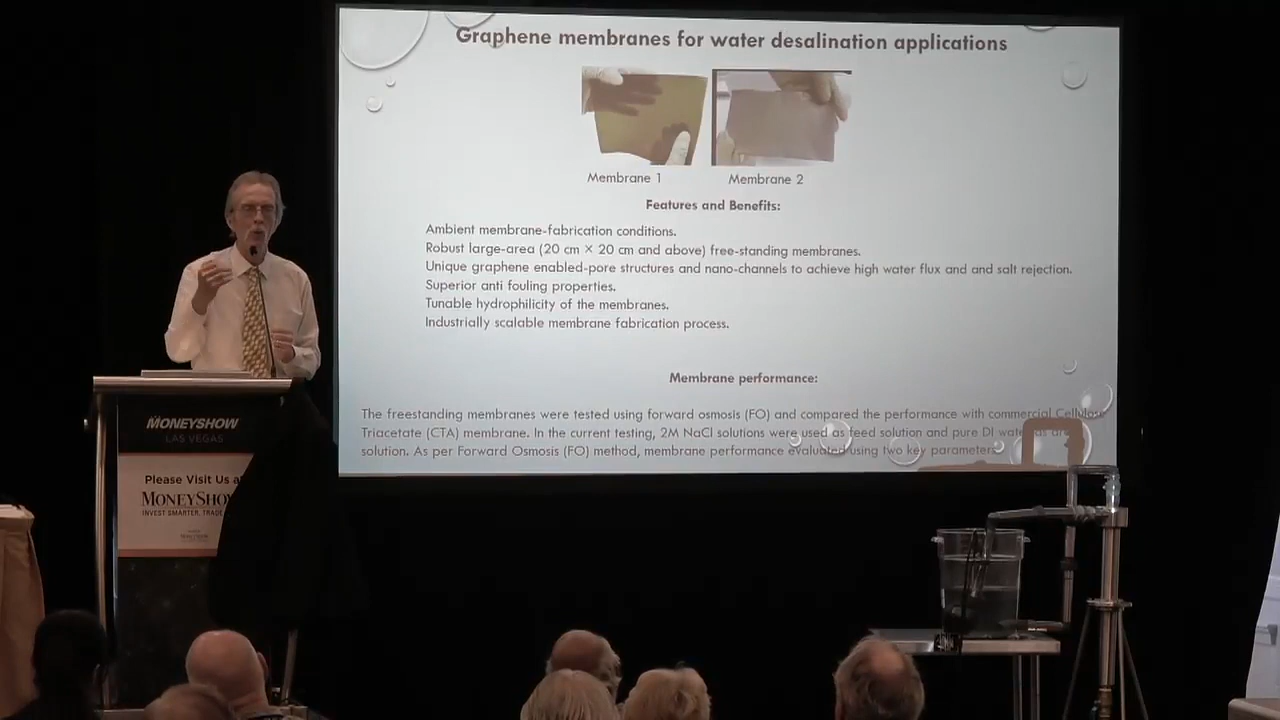 Graphene membranes for water desalination applications
Membrane 1
Membrane 2
Features and Benefits:
Ambient membrane-fabrication conditions.
Robust large-area (20 cm × 20 cm and above) free-standing membranes.
Unique graphene enabled-pore structures and nano-channels to achieve high water flux and and salt rejection.
Superior anti fouling properties.
Tunable hydrophilicity of the membranes.
Industrially scalable membrane fabrication process.
Membrane performance:
The freestanding membranes were tested using forward osmosis (FO) and compared the performance with commercial Cellulose
Triacetate (CTA) membrane. In the current testing, 2M NaCl solutions were used as feed solution and pure DI
solution. As per Forward Osmosis (FO) method, membrane performance evaluated using two key parameters
MONEYSHOW
LAS VEGAS
Please Visit Us a
MONEYSHOW
INVEST SMARTER, TRADE